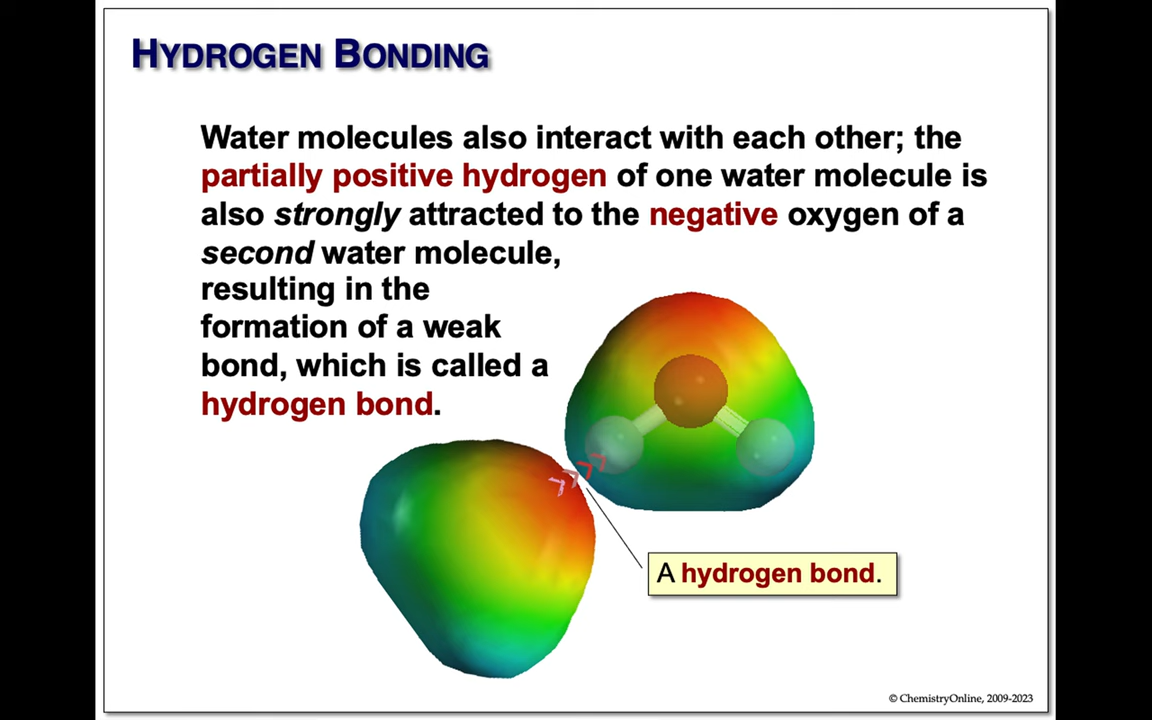 HYDROGEN BONDING
Water molecules also interact with each other; the
partially positive hydrogen of one water molecule is
also strongly attracted to the negative oxygen of a
second water molecule,
resulting in the
formation of a weak
bond, which is called a
hydrogen bond.
A hydrogen bond.
© ChemistryOnline, 2009-2023